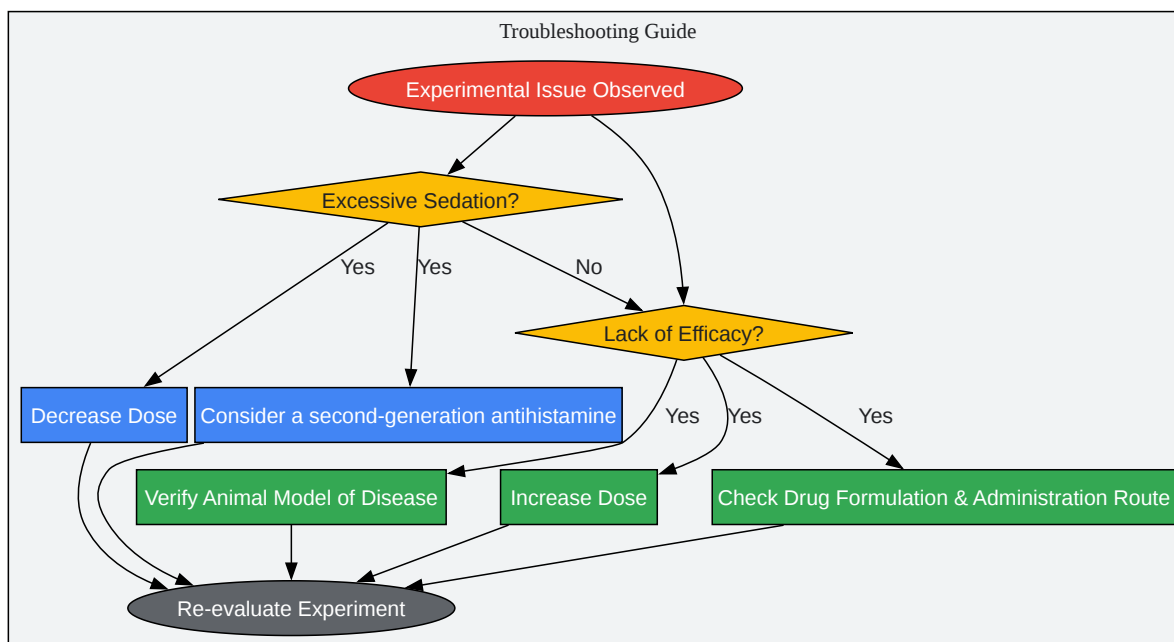 Troubleshooting Guide
Experimental Issue Observed
Excessive Sedation?
Yes
Yes
No
Lack of Efficacy?
Decrease Dose
Consider a second-generation antihistamine
Yes
Yes
Yes
Verify Animal Model of Disease
Increase Dose
Check Drug Formulation & Administration Route
Re-evaluate Experiment